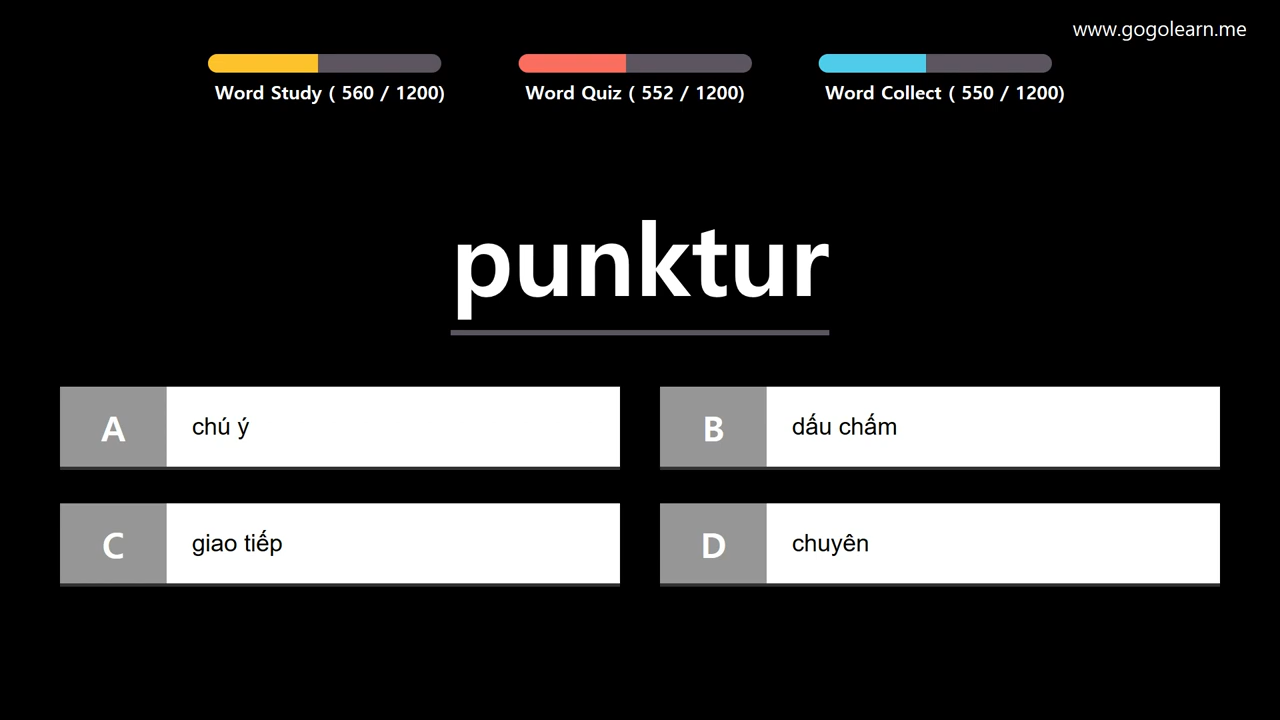 www.gogolearn.me
Word Study ( 560 / 1200)
Word Quiz ( 552 / 1200)
Word Collect ( 550 / 1200)
punktur
A
chú ý
B
dấu chấm
C
giao tiếp
D
chuyên